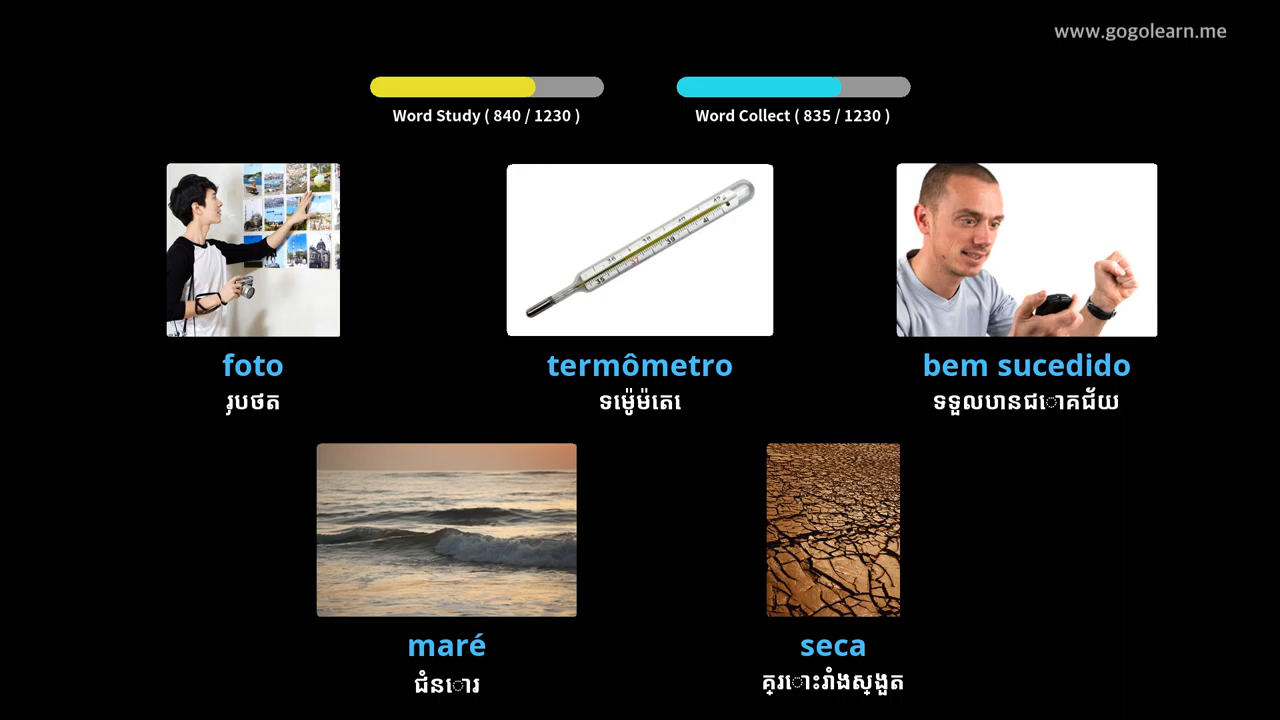 www.gogolearn.me
Word Study ( 840 / 1230 )
Word Collect ( 835 / 1230 )
foto
រូបថត
termômetro
ទម៉ូម៉តេ
bem sucedido
ទទួលបានជោគជ័យ
maré
ជំនោរ
seca
គ្រោះរាំងស្ងួត